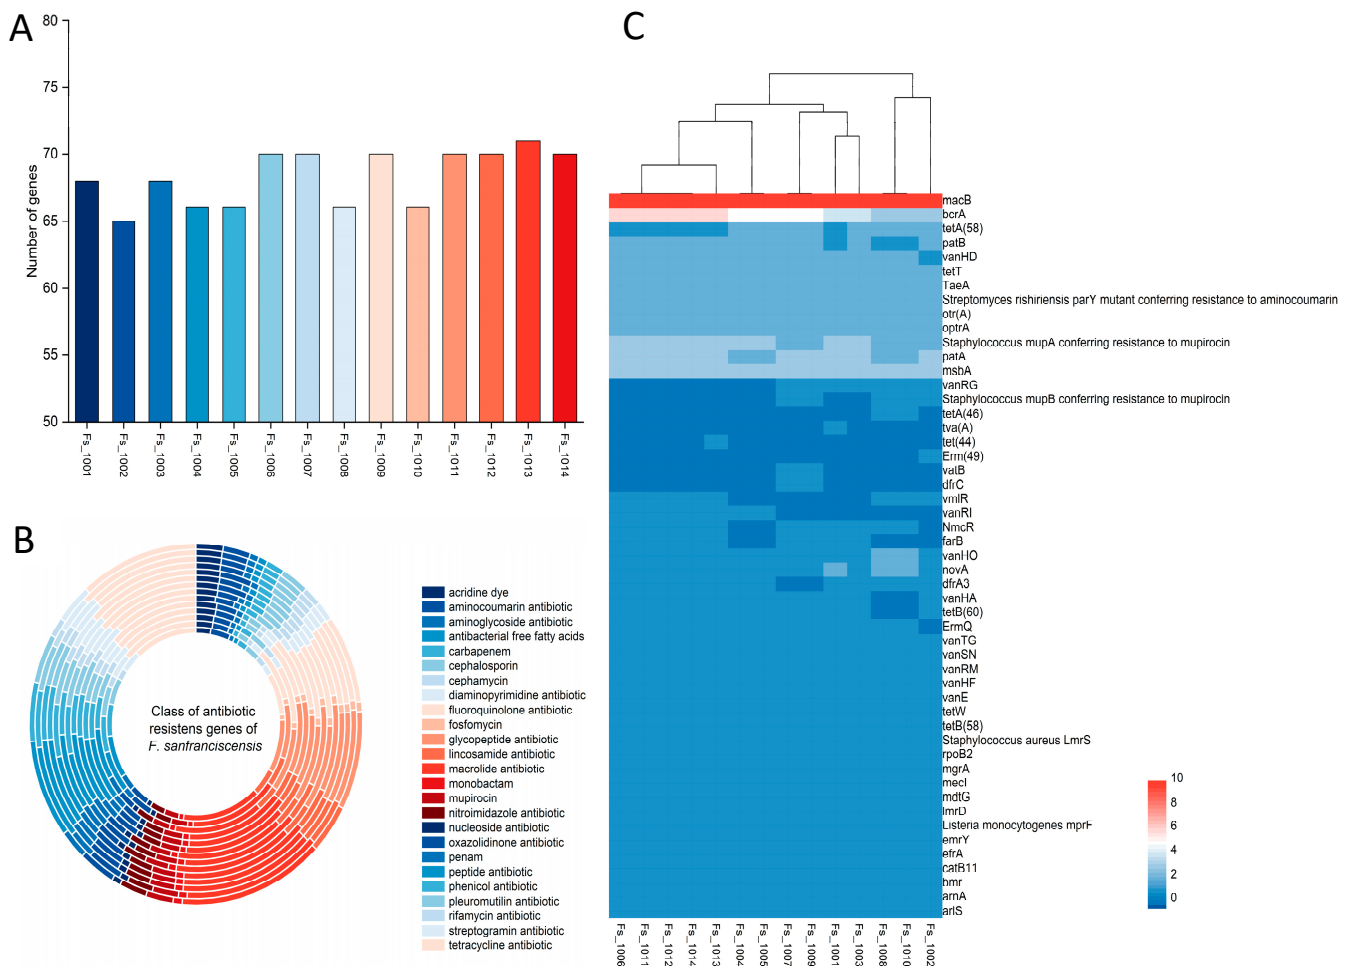 A
80
75
70
65
60
55
50
Number of genes
Fs_1001
Fs_1002
Fs_1003
Fs_1004
Fs_1005
Fs_1006
Fs_1007
Fs_1008
Fs_1009
Fs_1010
Fs_1011
Fs_1012
Fs_1013
Fs_1014
B
Class of antibiotic
resistens genes of
F. sanfranciscensis
acridine dye
aminocoumarin antibiotic
aminoglycoside antibiotic
antibacterial free fatty acids
carbapenem
cephalosporin
cephamycin
diaminopyrimidine antibiotic
fluoroquinolone antibiotic
fosfomycin
glycopeptide antibiotic
lincosamide antibiotic
macrolide antibiotic
monobactam
mupirocin
nitroimidazole antibiotic
nucleoside antibiotic
oxazolidinone antibiotic
penam
peptide antibiotic
phenicol antibiotic
pleuromutilin antibiotic
rifamycin antibiotic
streptogramin antibiotic
tetracycline antibiotic
C
macB
bcrA
tetA(58)
patB
vanHD
tetT
TaeA
Streptomyces rishiriensis parY mutant conferring resistance to aminocoumarin
otr(A)
optrA
Staphylococcus mupA conferring resistance to mupirocin
patA
msbA
vanRG
Staphylococcus mupB conferring resistance to mupirocin
tetA(46)
tva(A)
tet(44)
Erm(49)
vatB
dfrC
vmlR
vanRI
NmcR
farB
vanHO
novA
dfrA3
vanHA
tetB(60)
ErmQ
vanTG
vanSN
vanRM
vanHF
vanE
tetW
tetB(58)
Staphylococcus aureus LmrS
rpoB2
mgrA
mecI
mdtG
lmrD
Listeria monocytogenes mprF
emrY
efrA
catB11
bmr
arnA
arlS
Fs_1006
Fs_1011
Fs_1012
Fs_1014
Fs_1013
Fs_1004
Fs_1005
Fs_1007
Fs_1009
Fs_1001
Fs_1003
Fs_1008
Fs_1010
Fs_1002
10
8
6
4
2
0